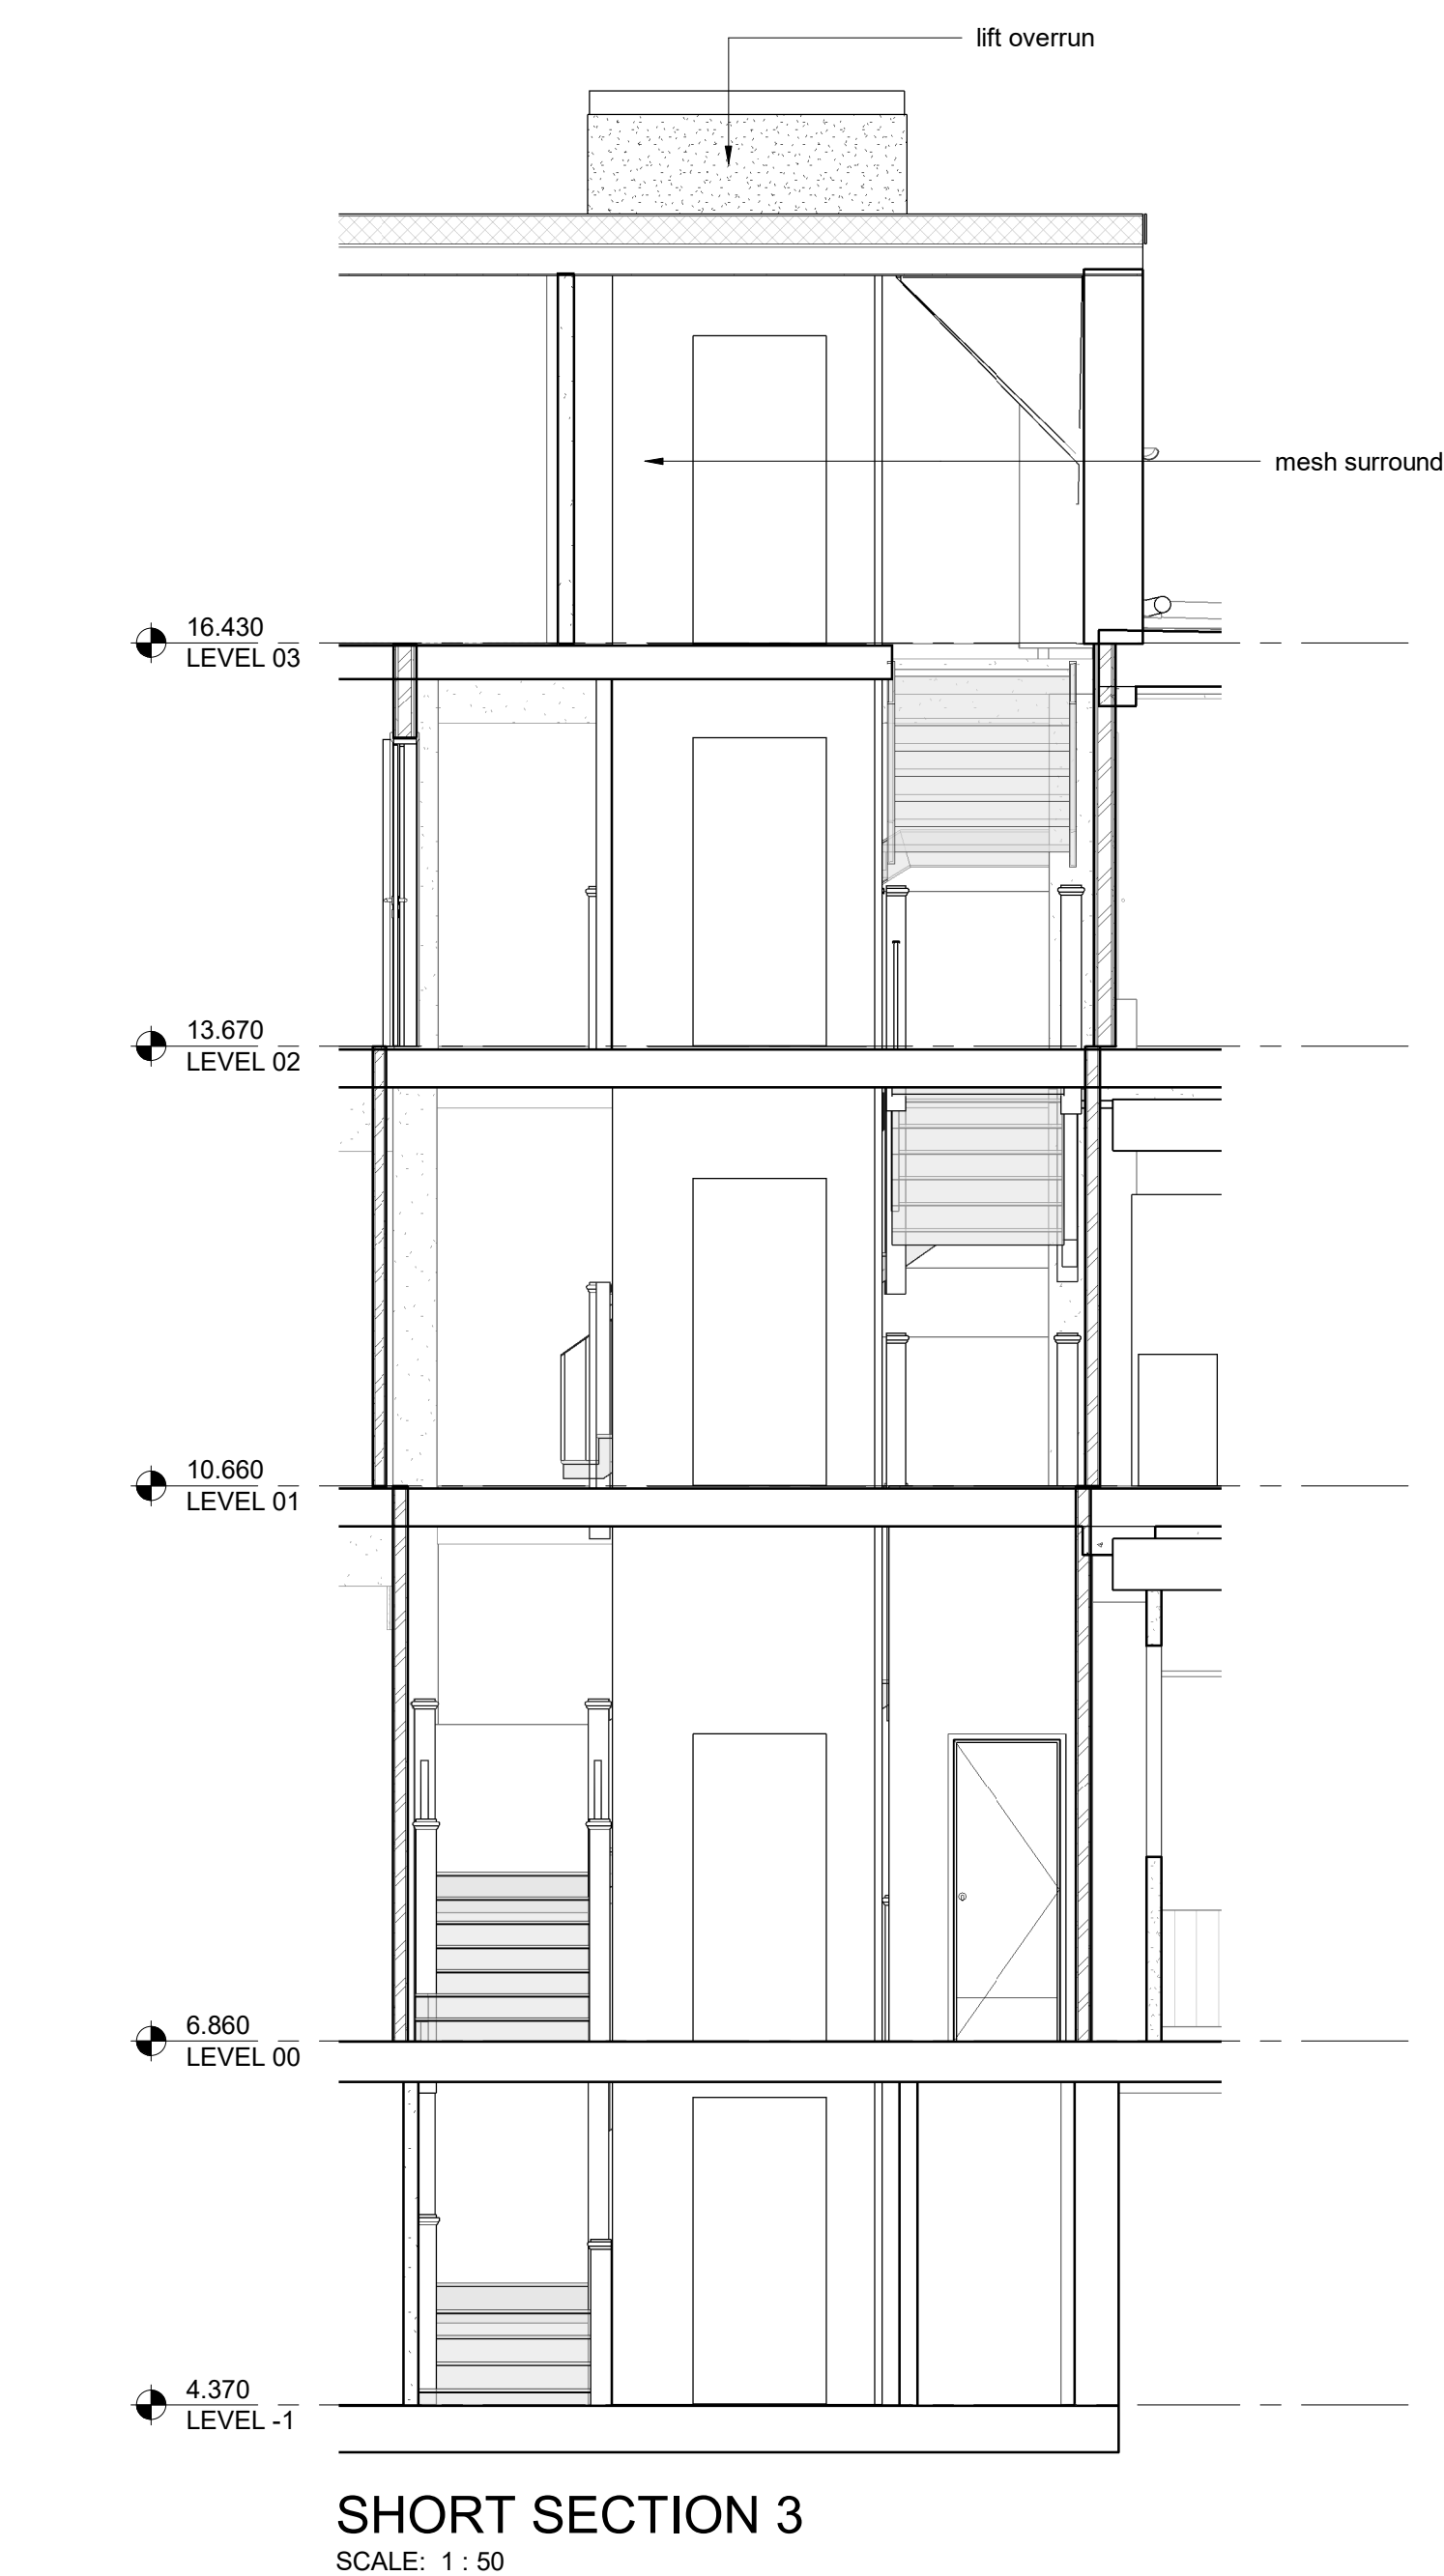 lift overrun
mesh surround
16.430
LEVEL 03
13.670
LEVEL 02
10.660
LEVEL 01
6.860
LEVEL 00
4.370
LEVEL -1
SHORT SECTION 3
SCALE: 1 : 50